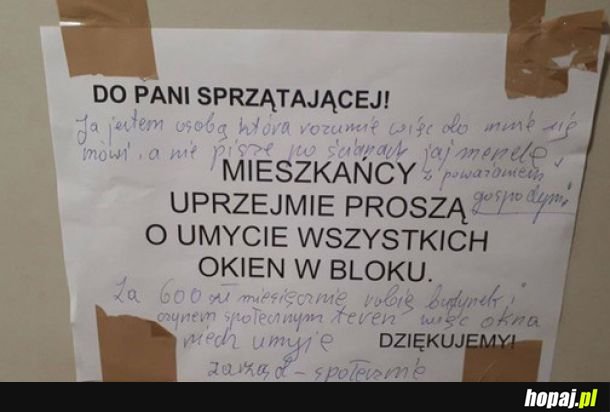 DO PANI SPRZĄTAJĄCEJ!
Ja jestem osobą która rozumie więc do mnie się
mówi, a nie pisze po ścianach jaj menele
MIESZKAŃCY
z poważaniem
gospodyni
UPRZEJMIE PROSZĄ
O UMYCIE WSZYSTKICH
OKIEN W BLOKU.
Za 600 zł miesięcznie robię budynek i
czynem społecznym teren więc okna
niech umyje
DZIĘKUJEMY!
zarząd - społecznie
hopaj.pl